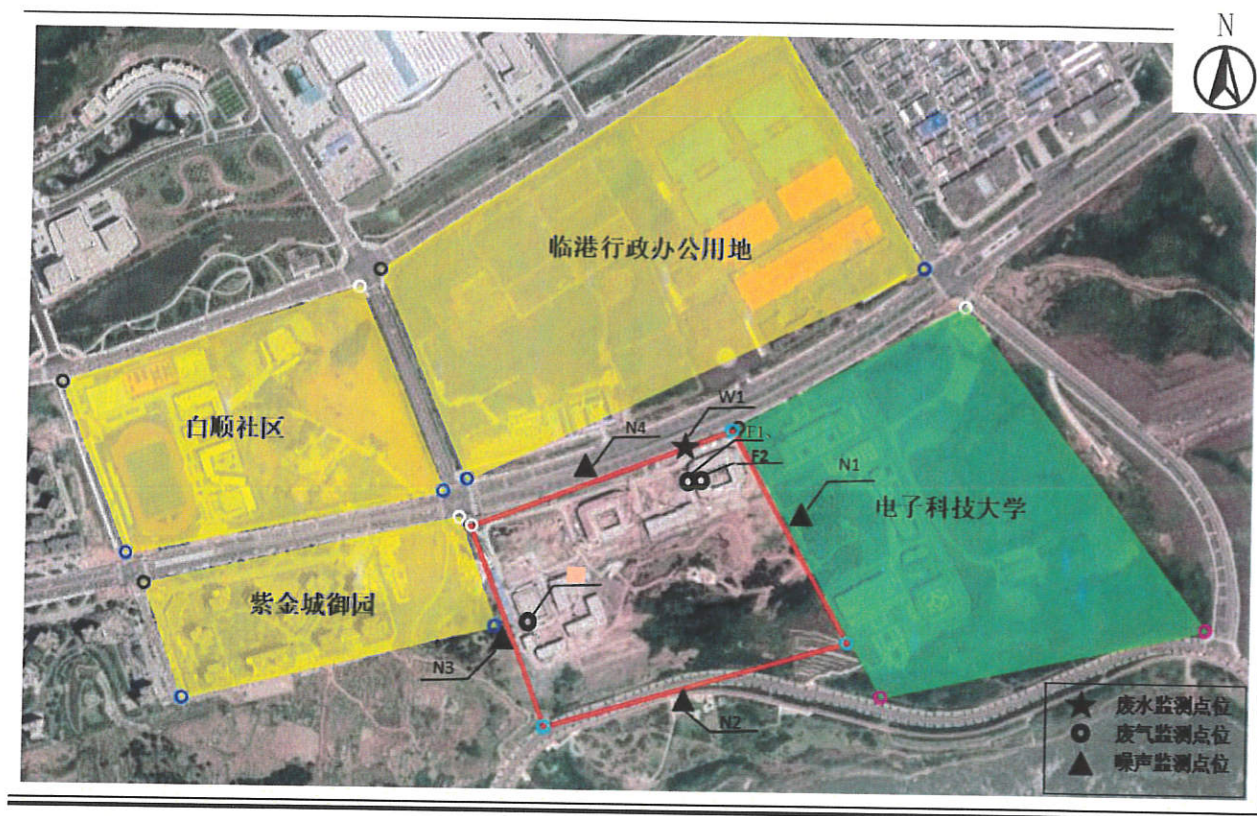 N
临港行政办公用地
白顺社区
W1
N4
F1、
F2
N1
电子科技大学
紫金城御园
N3
N2
废水监测点位
废气监测点位
噪声监测点位